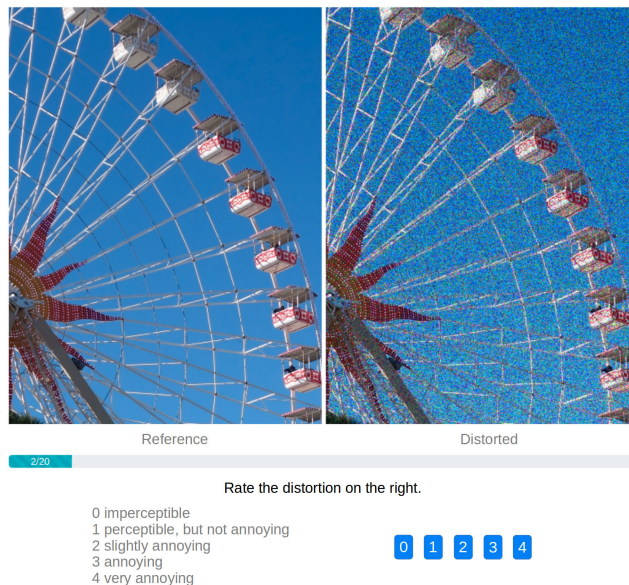 Reference
Distorted
2/20
Rate the distortion on the right.
0 imperceptible
1 perceptible, but not annoying
2 slightly annoying
3 annoying
4 very annoying
0 1 2 3 4